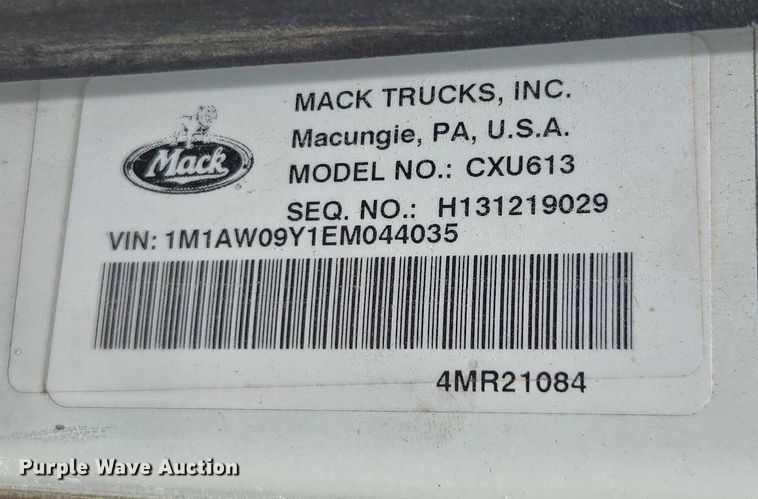 MACK TRUCKS, INC.
Macungie, PA, U.S.A.
Mack
MODEL NO.: CXU613
SEQ. NO.: H131219029
VIN: 1M1AW09Y1EM044035
4MR21084
Purple Wave Auction